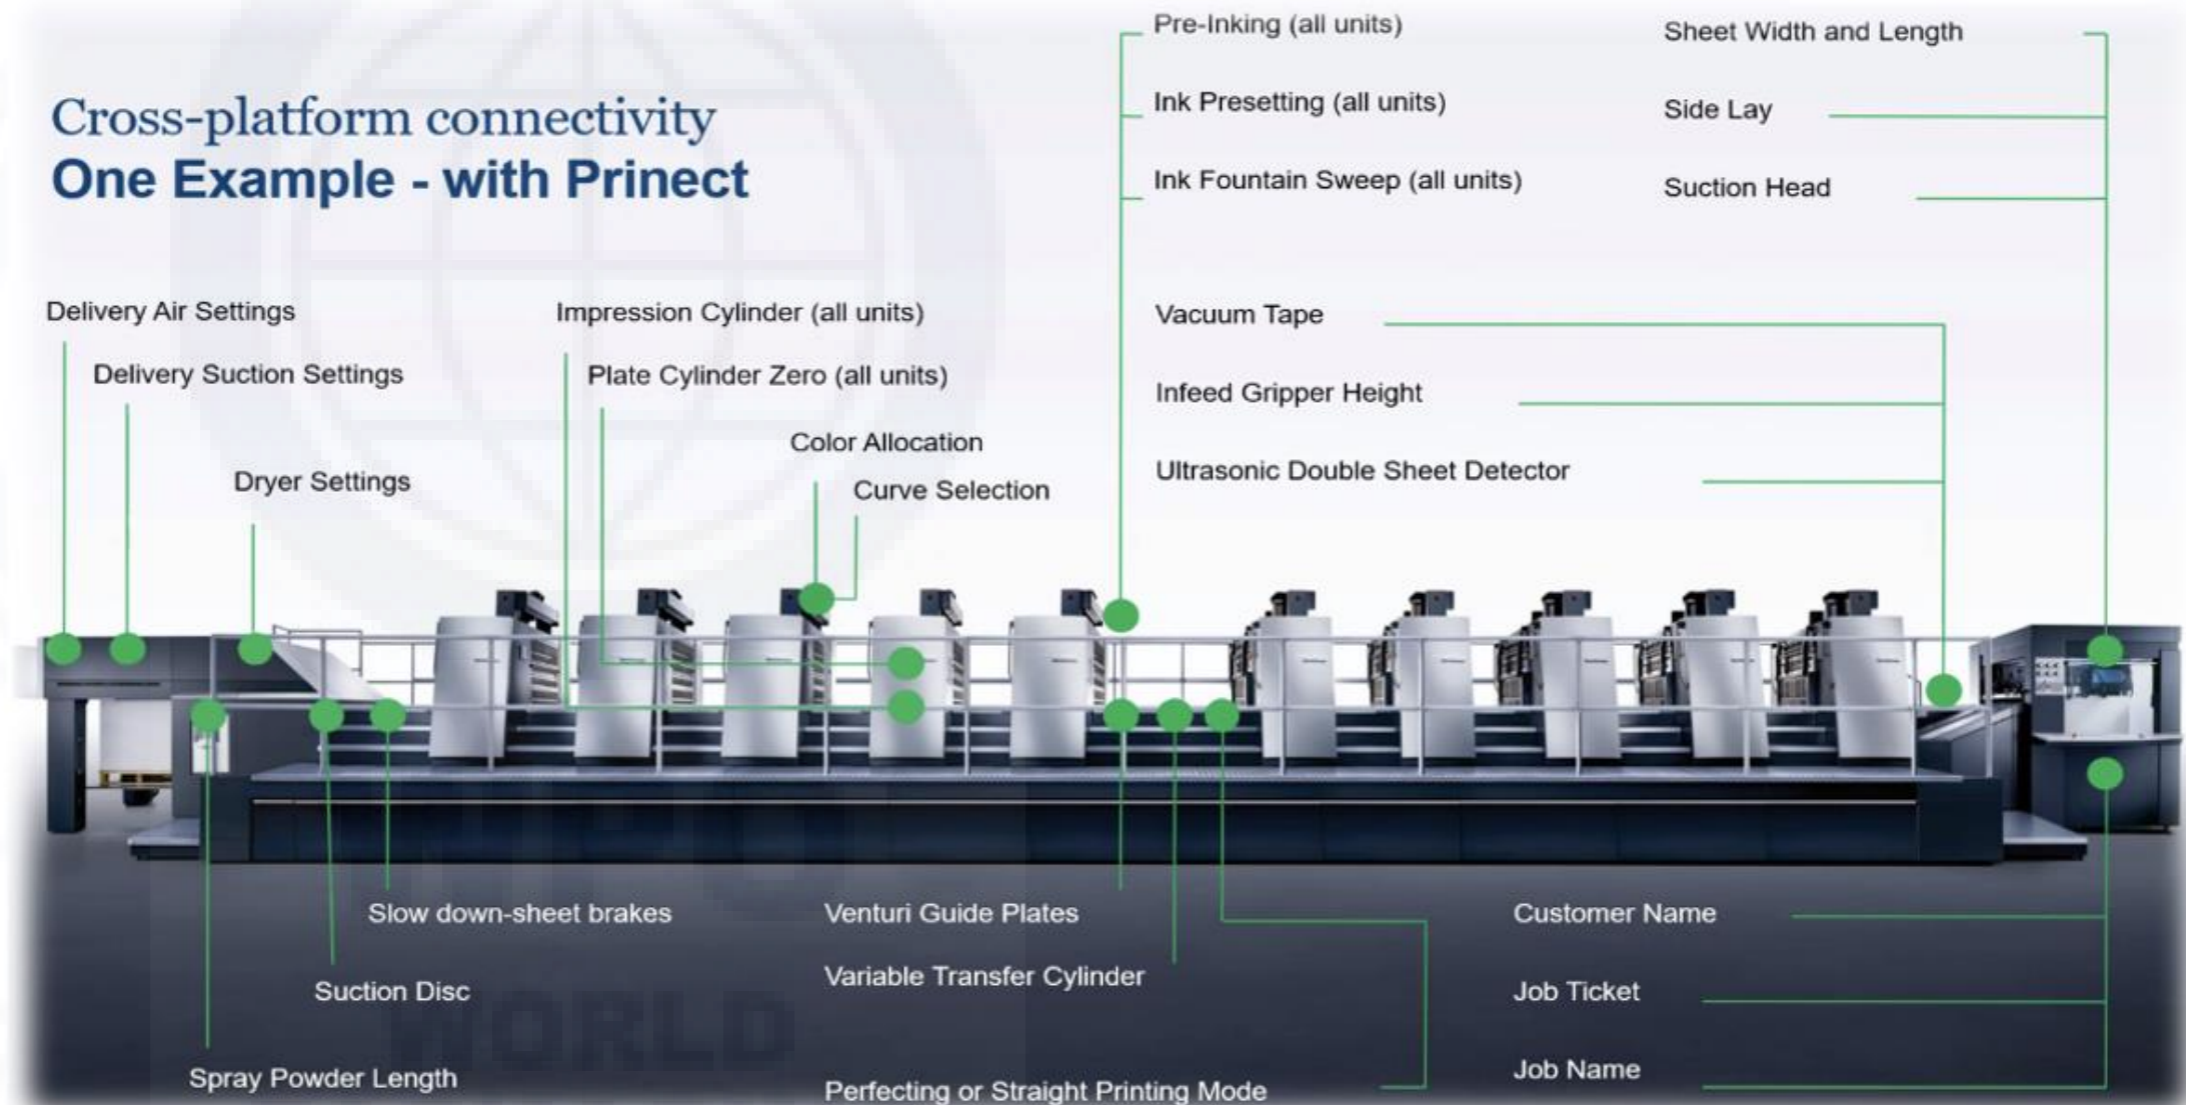 Cross-platform connectivity
One Example - with Prinect
Pre-Inking (all units)
Ink Presetting (all units)
Ink Fountain Sweep (all units)
Sheet Width and Length
Side Lay
Suction Head
Delivery Air Settings
Delivery Suction Settings
Dryer Settings
Impression Cylinder (all units)
Plate Cylinder Zero (all units)
Color Allocation
Curve Selection
Vacuum Tape
Infeed Gripper Height
Ultrasonic Double Sheet Detector
Slow down-sheet brakes
Suction Disc
Spray Powder Length
Venturi Guide Plates
Variable Transfer Cylinder
Perfecting or Straight Printing Mode
Customer Name
Job Ticket
Job Name
WORLD